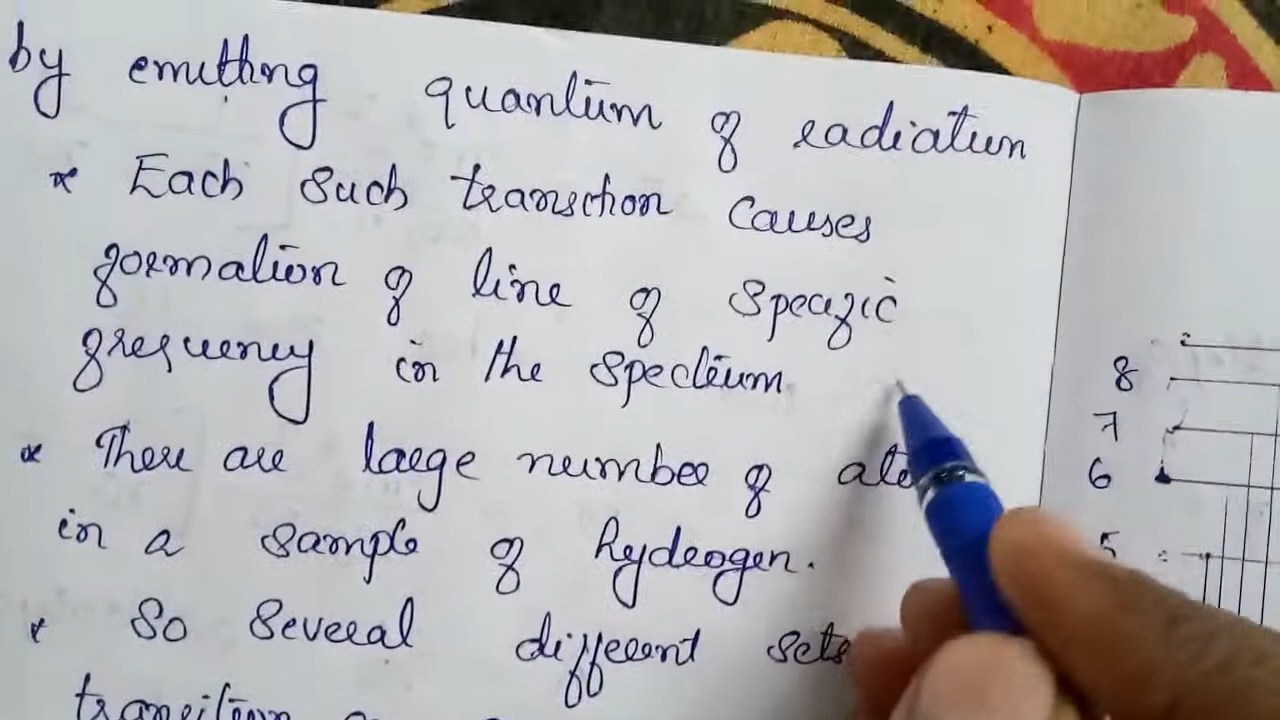 by emitting quantum of radiation
* Each such transition causes
formation of line of specific
frequency in the spectrum
* There are large number of
in a sample of hydrogen.
* So several different sets
transition
8
7
6
5